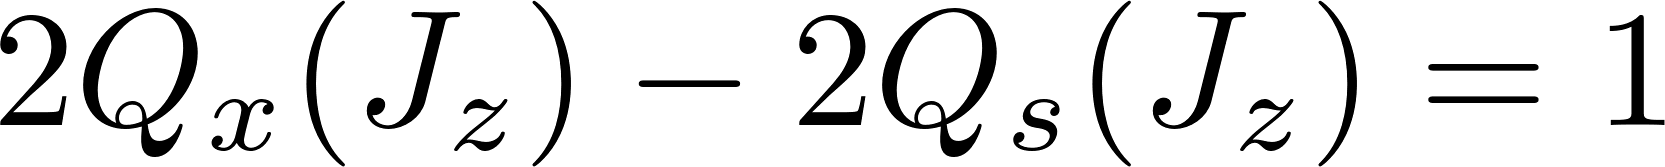 2Q_x(J_z) − 2Q_s(J_z) = 1